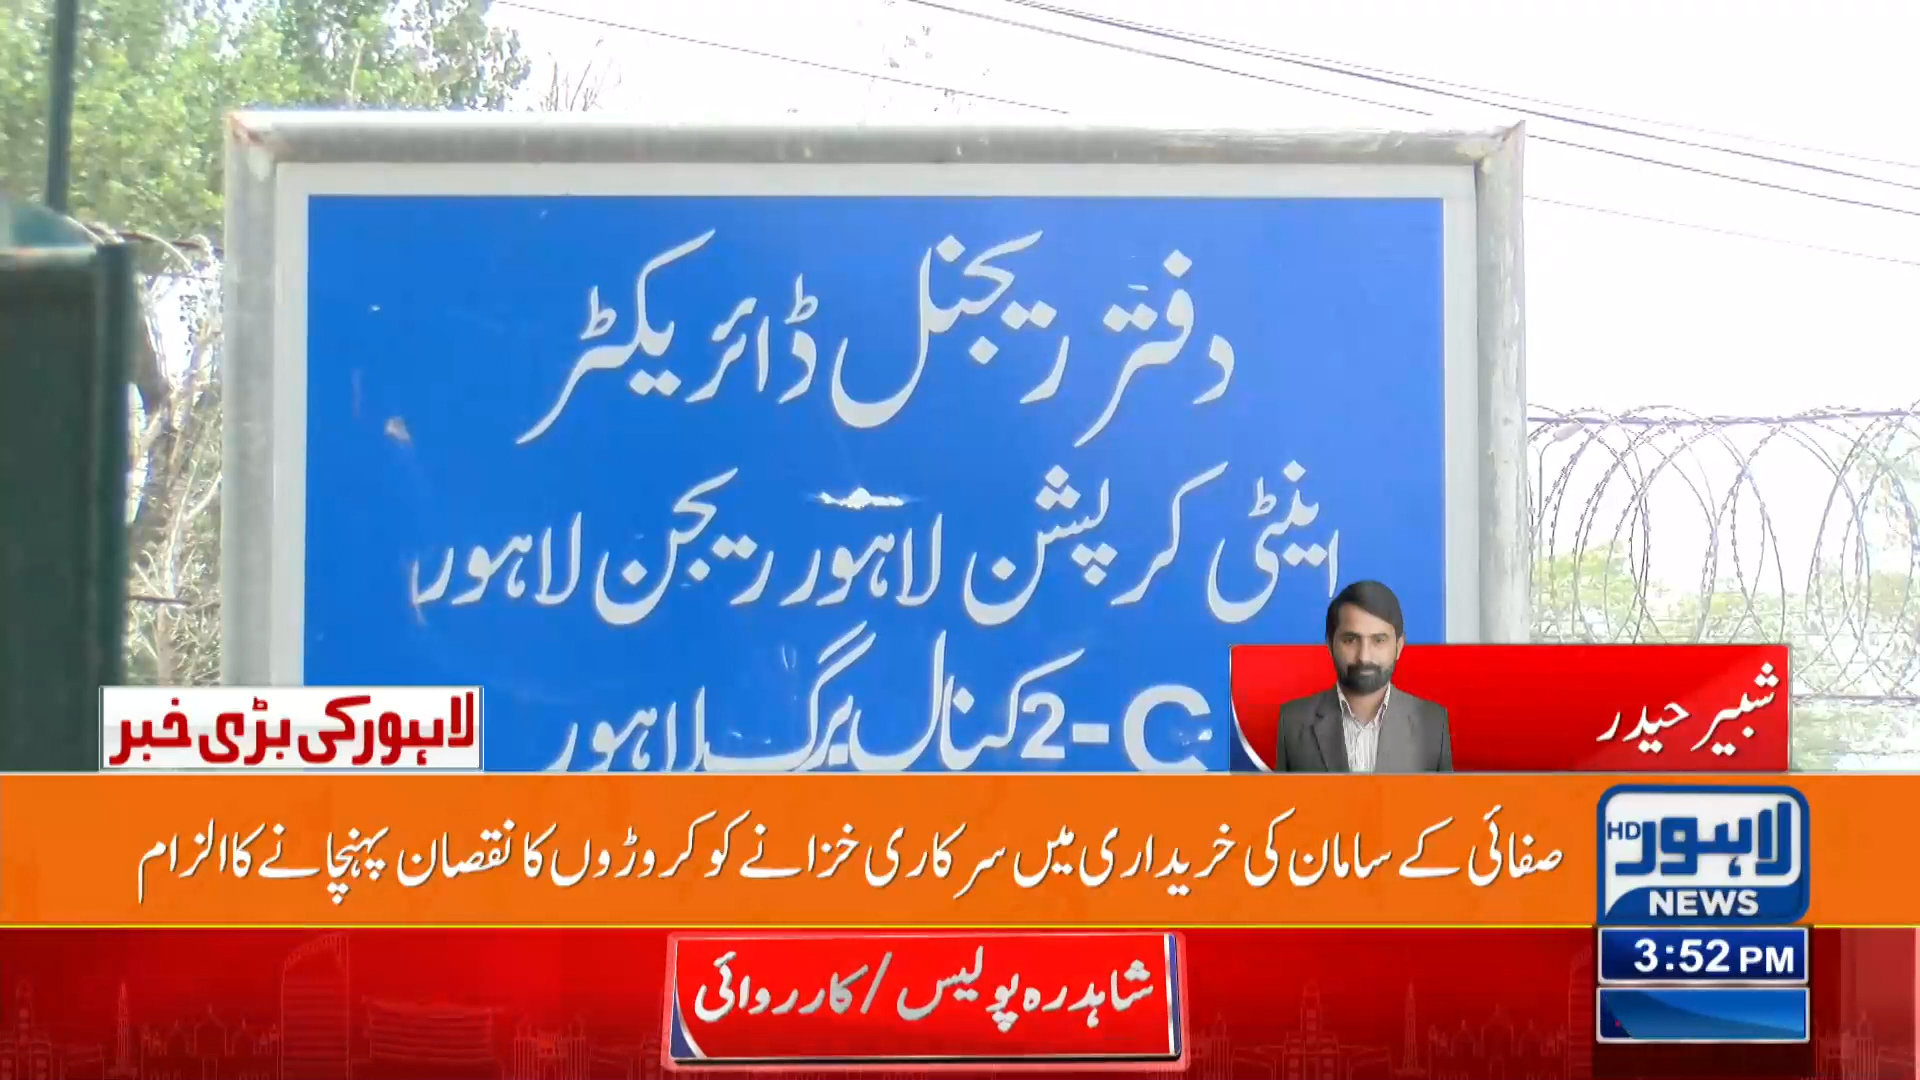 دفتر ریجنل ڈائریکٹر
اینٹی کرپشن لاہور ریجن لاہور
2-C کنال برگ لاہور
شبیر حیدر
لاہور کی بڑی خبر
صفائی کے سامان کی خریداری میں سرکاری خزانے کو کروڑوں کا نقصان پہنچانے کا الزام
لاہور HD
NEWS
3:52 PM
شاہدرہ پولیس / کارروائی